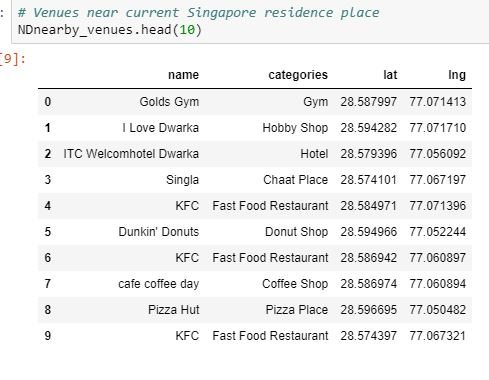 : # Venues near current Singapore residence place
NDnearby_venues.head(10)
[9]:
name categories lat lng
0 Golds Gym Gym 28.587997 77.071413
1 I Love Dwarka Hobby Shop 28.594282 77.071710
2 ITC Welcomhotel Dwarka Hotel 28.579396 77.056092
3 Singla Chaat Place 28.574101 77.067197
4 KFC Fast Food Restaurant 28.584971 77.071396
5 Dunkin' Donuts Donut Shop 28.594966 77.052244
6 KFC Fast Food Restaurant 28.586942 77.060897
7 cafe coffee day Coffee Shop 28.586974 77.060894
8 Pizza Hut Pizza Place 28.596695 77.050482
9 KFC Fast Food Restaurant 28.574397 77.067321